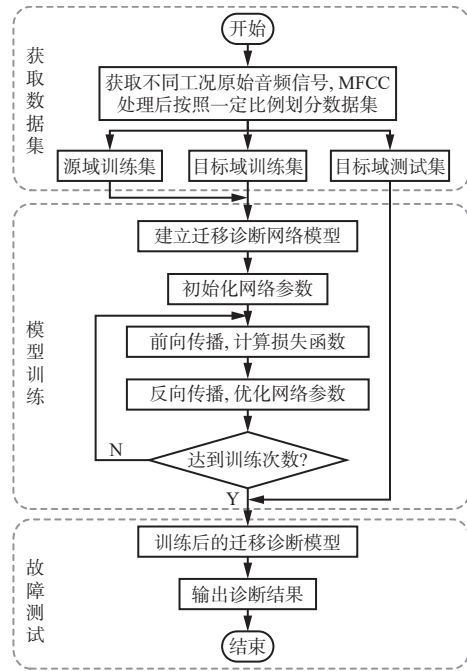 开始
获取数据集
获取不同工况原始音频信号, MFCC
处理后按照一定比例划分数据集
源域训练集
目标域训练集
目标域测试集
模型训练
建立迁移诊断网络模型
初始化网络参数
前向传播, 计算损失函数
反向传播, 优化网络参数
达到训练次数?
N
Y
故障测试
训练后的迁移诊断模型
输出诊断结果
结束